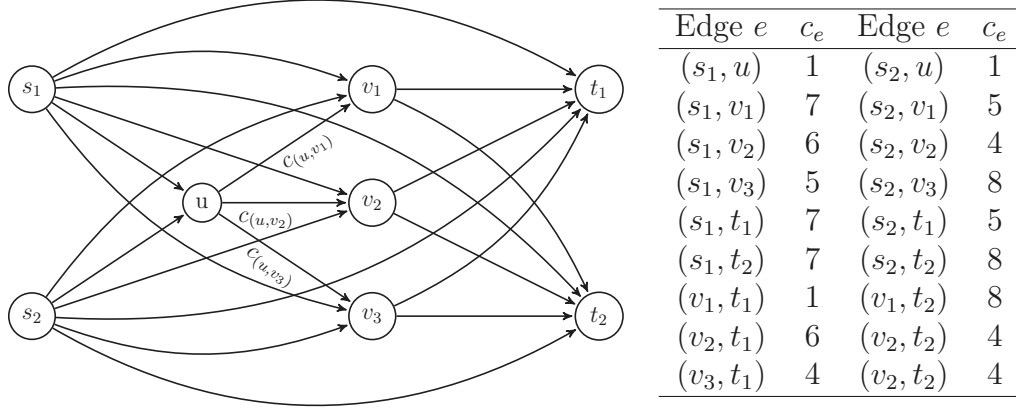 s₁
v₁
t₁
c₍ᵤ,ᵥ₁₎
u
v₂
c₍ᵤ,ᵥ₂₎
c₍ᵤ,ᵥ₃₎
s₂
v₃
t₂
Edge e cₑ Edge e cₑ
(s₁, u) 1 (s₂, u) 1
(s₁, v₁) 7 (s₂, v₁) 5
(s₁, v₂) 6 (s₂, v₂) 4
(s₁, v₃) 5 (s₂, v₃) 8
(s₁, t₁) 7 (s₂, t₁) 5
(s₁, t₂) 7 (s₂, t₂) 8
(v₁, t₁) 1 (v₁, t₂) 8
(v₂, t₁) 6 (v₂, t₂) 4
(v₃, t₁) 4 (v₂, t₂) 4